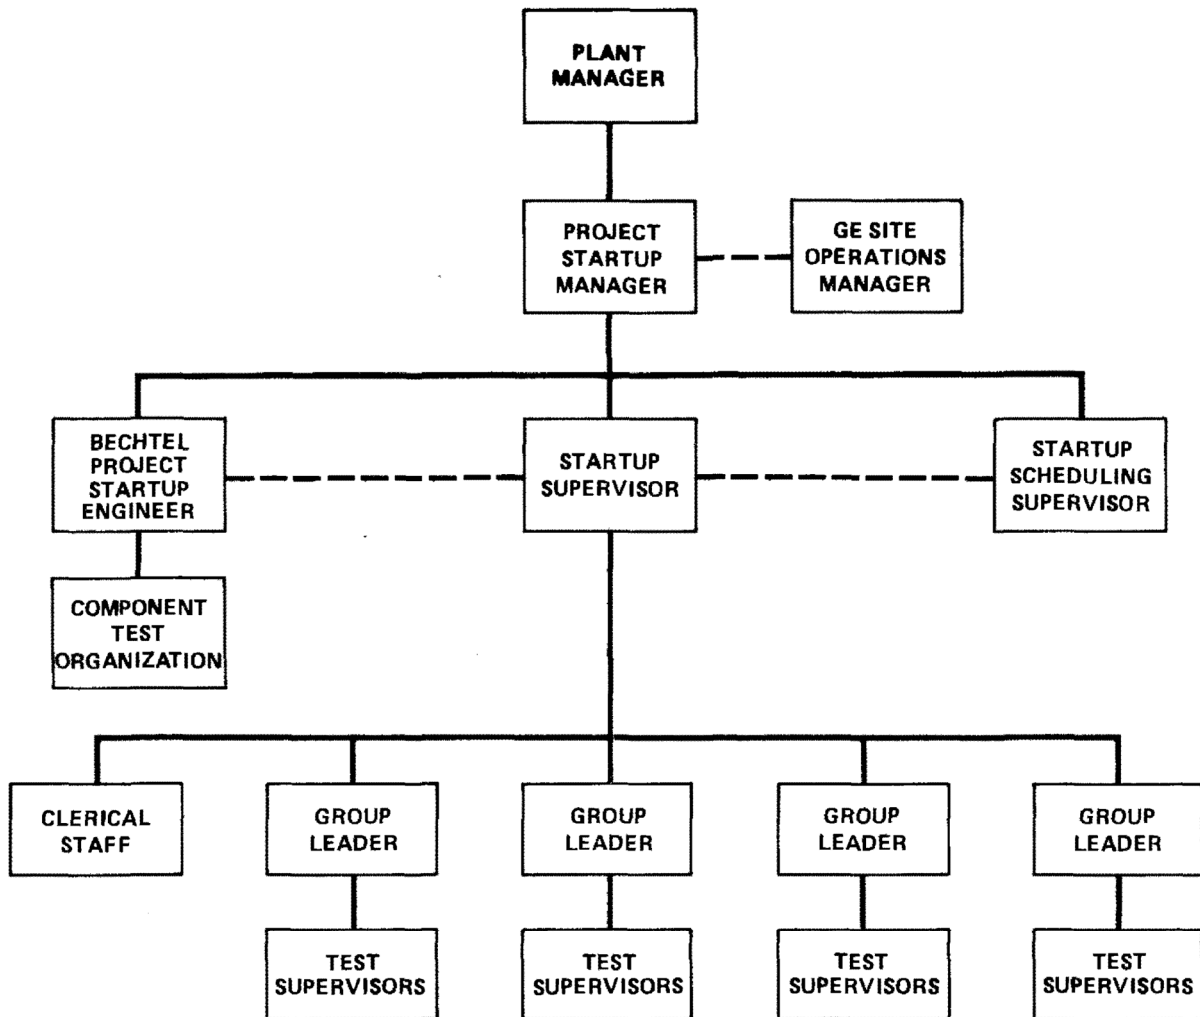 PLANT
MANAGER
PROJECT
STARTUP
MANAGER
GE SITE
OPERATIONS
MANAGER
BECHTEL
PROJECT
STARTUP
ENGINEER
STARTUP
SUPERVISOR
STARTUP
SCHEDULING
SUPERVISOR
COMPONENT
TEST
ORGANIZATION
CLERICAL
STAFF
GROUP
LEADER
GROUP
LEADER
GROUP
LEADER
GROUP
LEADER
TEST
SUPERVISORS
TEST
SUPERVISORS
TEST
SUPERVISORS
TEST
SUPERVISORS